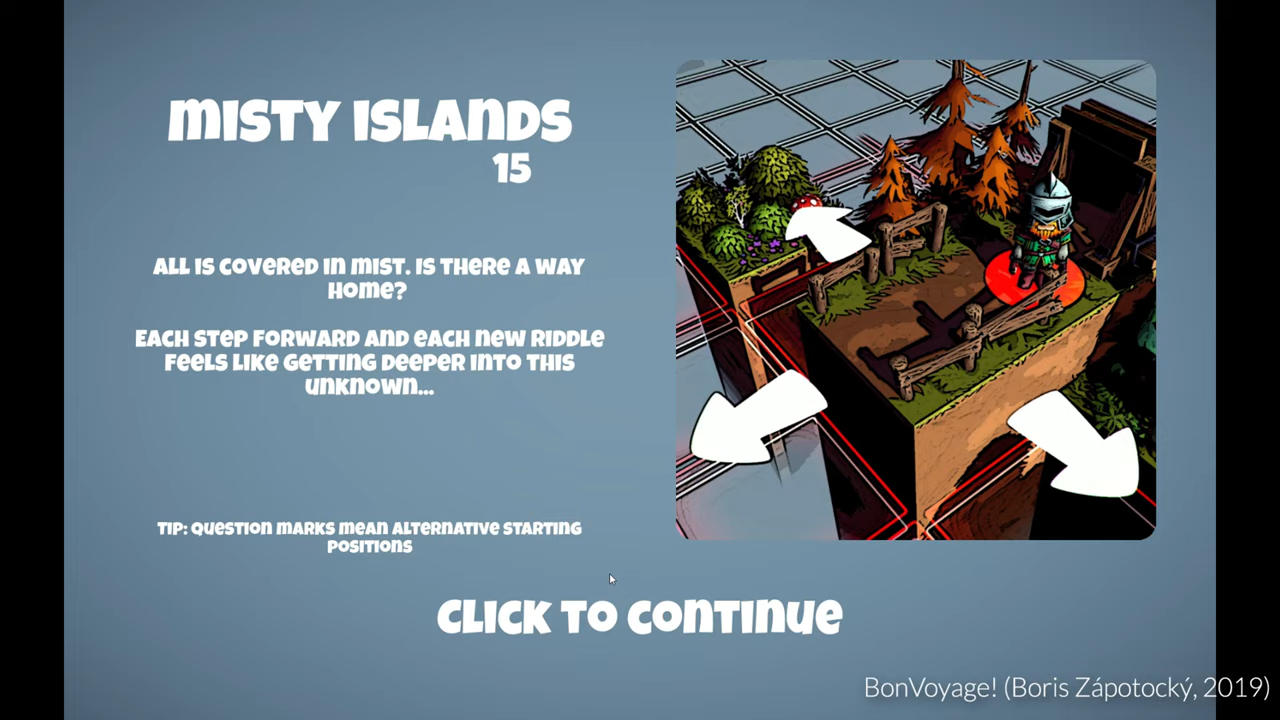 MISTY ISLANDS
15
ALL IS COVERED IN MIST. IS THERE A WAY
HOME?
EACH STEP FORWARD AND EACH NEW RIDDLE
FEELS LIKE GETTING DEEPER INTO THIS
UNKNOWN...
TIP: QUESTION MARKS MEAN ALTERNATIVE STARTING
POSITIONS
CLICK TO CONTINUE
BonVoyage! (Boris Zápotocký, 2019)